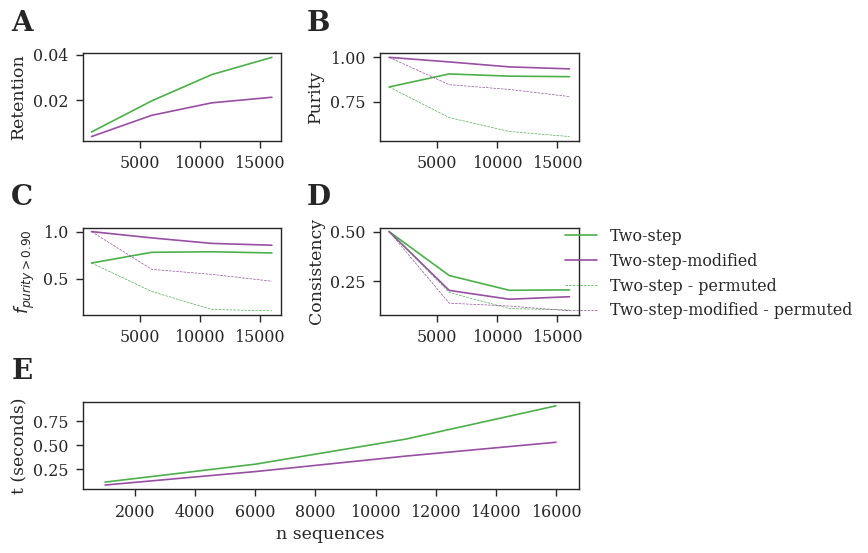 A
B
Retention
0.04
0.02
5000 10000 15000
Purity
1.00
0.75
5000 10000 15000
C
D
f_{purity>0.90}
1.0
0.5
5000 10000 15000
Consistency
0.50
0.25
5000 10000 15000
Two-step
Two-step-modified
Two-step - permuted
Two-step-modified - permuted
E
t (seconds)
0.75
0.50
0.25
2000 4000 6000 8000 10000 12000 14000 16000
n sequences